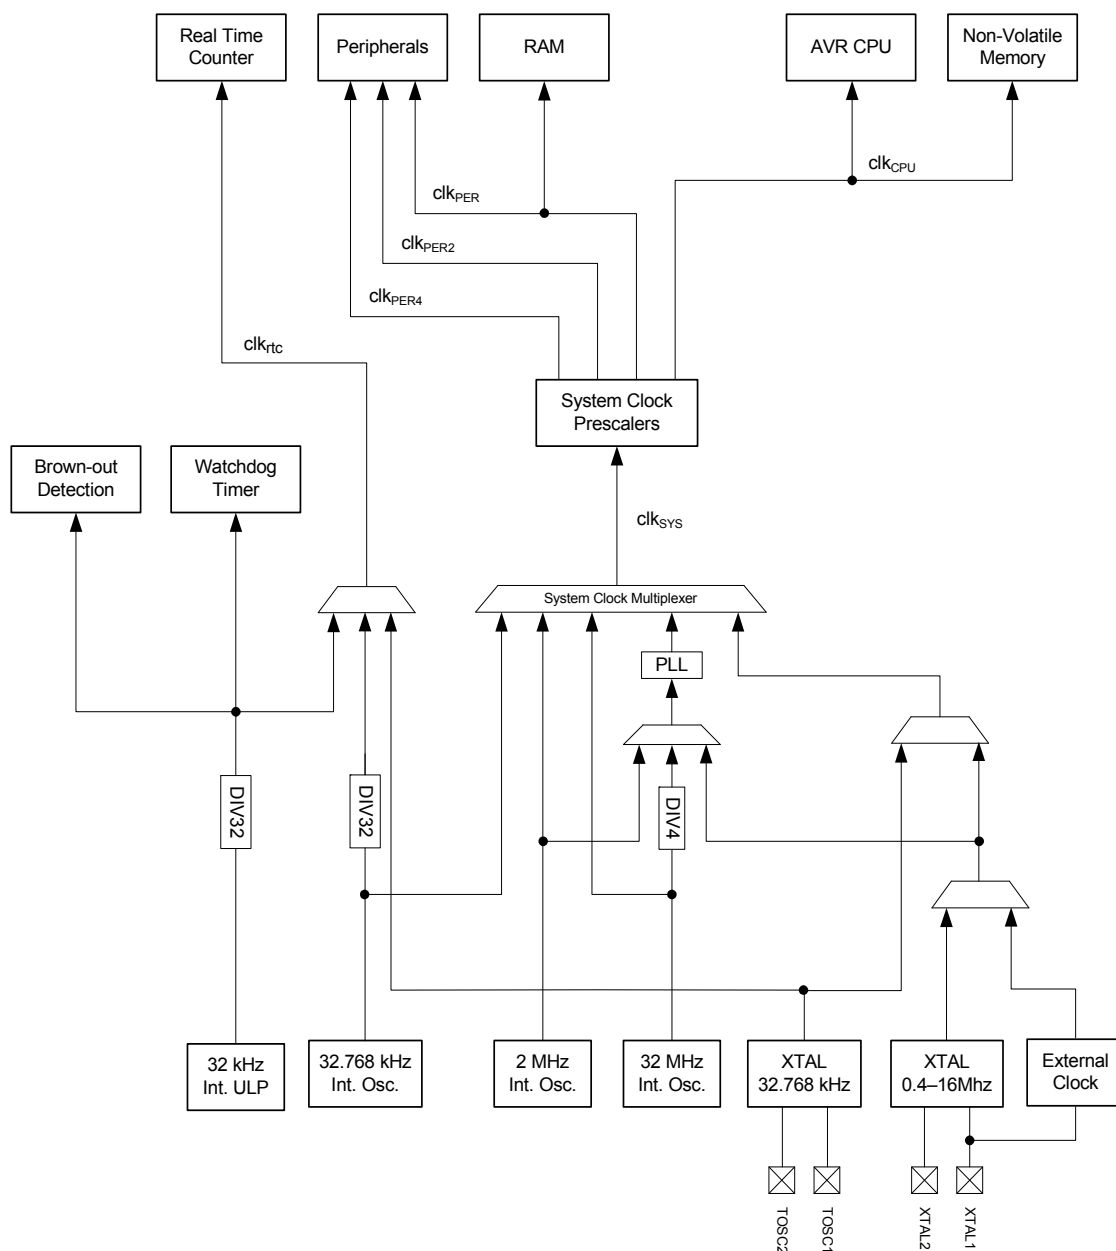 Real Time
Counter
Peripherals
RAM
AVR CPU
Non-Volatile
Memory
clkCPU
clkPER
clkPER2
clkPER4
clkrtc
System Clock
Prescalers
Brown-out
Detection
Watchdog
Timer
clkSYS
System Clock Multiplexer
PLL
DIV32
DIV32
DIV4
32 kHz
Int. ULP
32.768 kHz
Int. Osc.
2 MHz
Int. Osc.
32 MHz
Int. Osc.
XTAL
32.768 kHz
XTAL
0.4–16Mhz
External
Clock
TOSC2
TOSC1
XTAL2
XTAL1